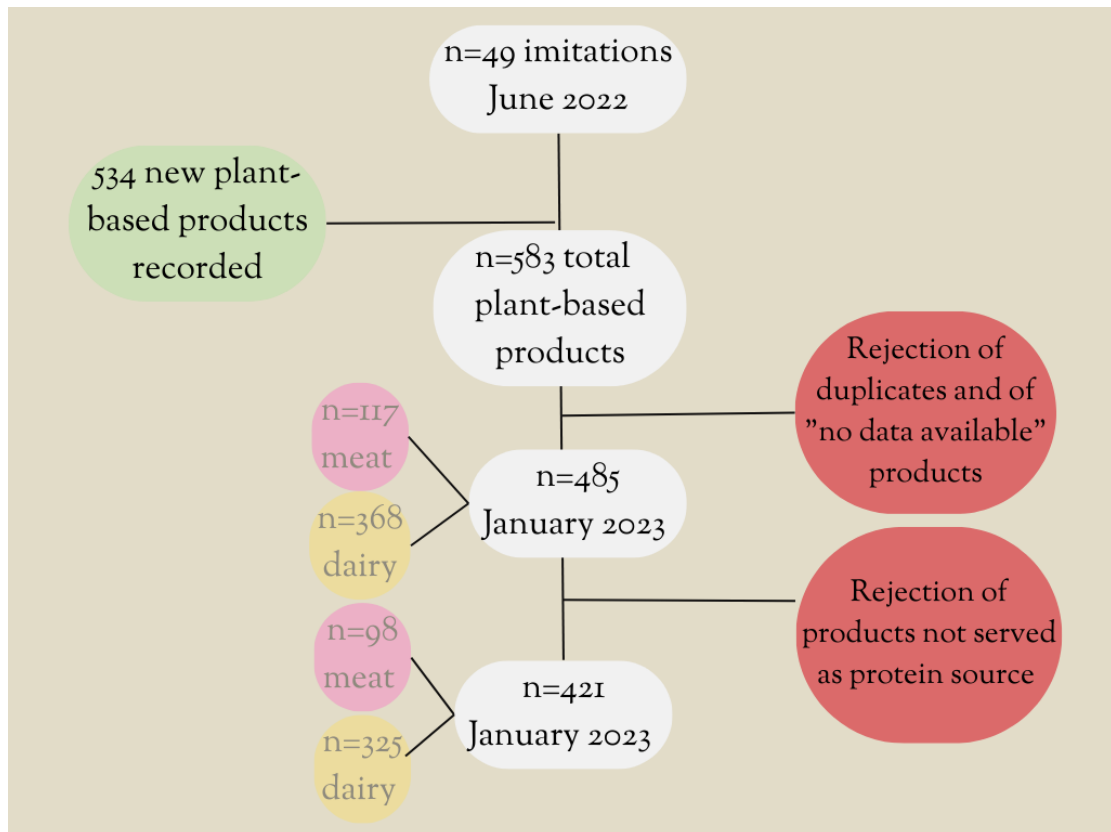 n=49 imitations
June 2022
534 new plant-
based products
recorded
n=583 total
plant-based
products
Rejection of
duplicates and of
"no data available"
products
n=117
meat
n=368
dairy
n=485
January 2023
Rejection of
products not served
as protein source
n=98
meat
n=325
dairy
n=421
January 2023